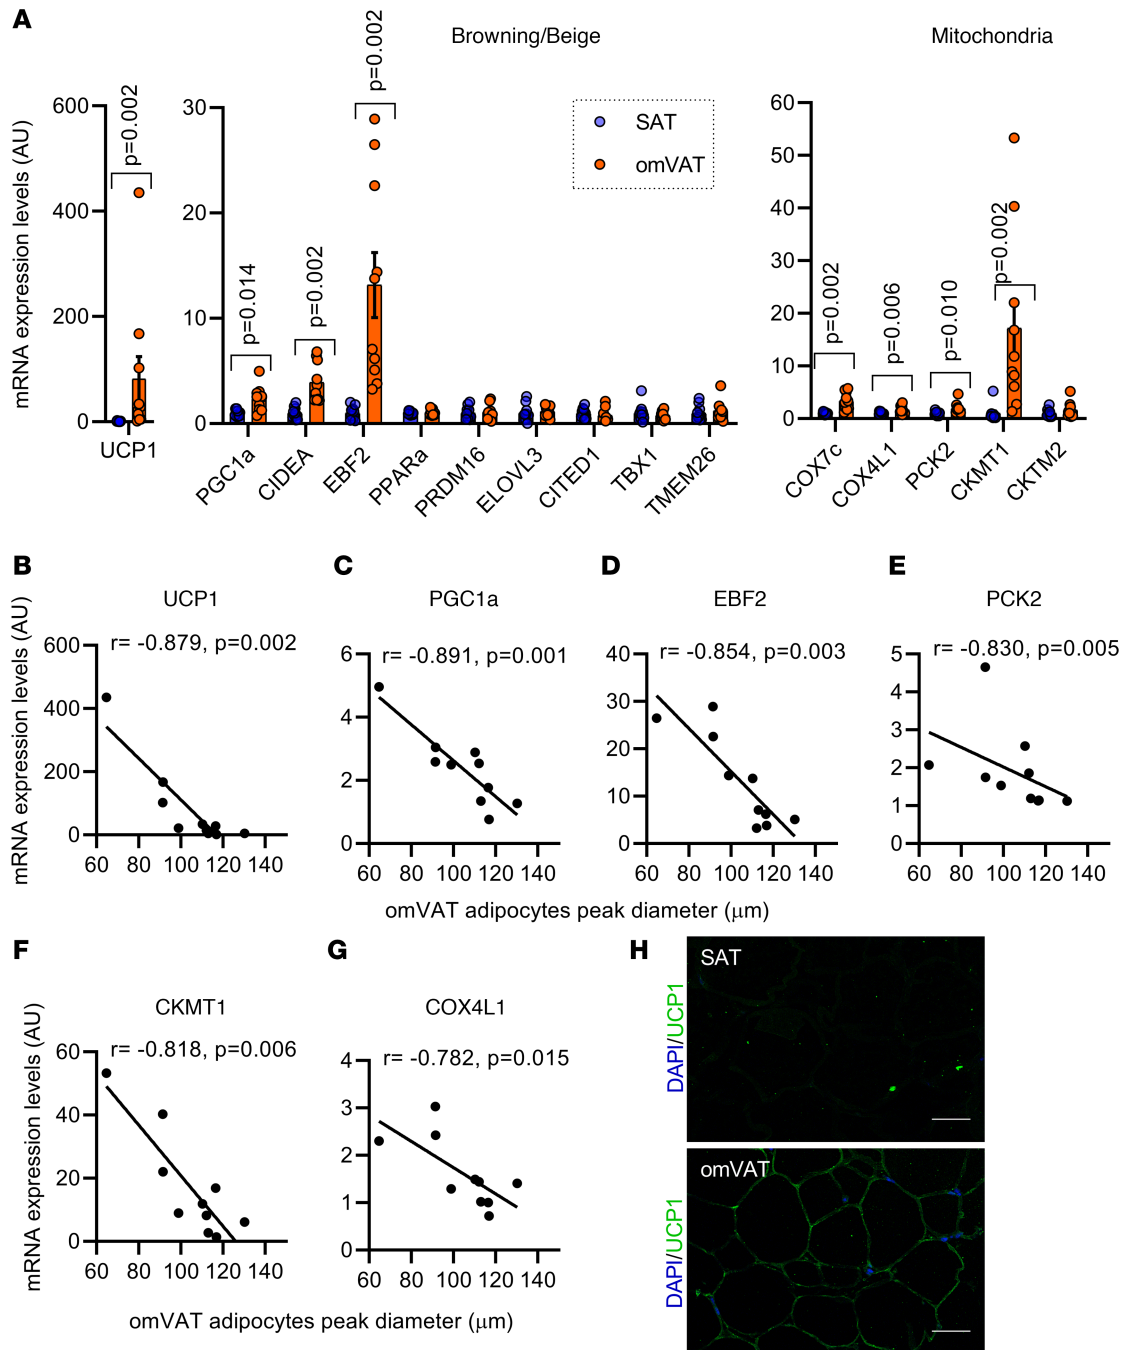 A
Browning/Beige
Mitochondria
mRNA expression levels (AU)
600
400
200
0
p=0.002
UCP1
30
20
10
0
p=0.014
p=0.002
p=0.002
SAT
omVAT
PGC1a
CIDEA
EBF2
PPARa
PRDM16
ELOVL3
CITED1
TBX1
TMEM26
60
50
40
30
20
10
0
p=0.002
p=0.006
p=0.010
p=0.002
COX7c
COX4L1
PCK2
CKMT1
CKTM2
B
UCP1
r= -0.879, p=0.002
mRNA expression levels (AU)
600
400
200
0
60 80 100 120 140
C
PGC1a
r= -0.891, p=0.001
6
4
2
0
60 80 100 120 140
D
EBF2
r= -0.854, p=0.003
40
30
20
10
0
60 80 100 120 140
E
PCK2
r= -0.830, p=0.005
5
4
3
2
1
0
60 80 100 120 140
omVAT adipocytes peak diameter (μm)
F
CKMT1
r= -0.818, p=0.006
mRNA expression levels (AU)
60
40
20
0
60 80 100 120 140
G
COX4L1
r= -0.782, p=0.015
4
3
2
1
0
60 80 100 120 140
omVAT adipocytes peak diameter (μm)
H
SAT
DAPI/UCP1
omVAT
DAPI/UCP1